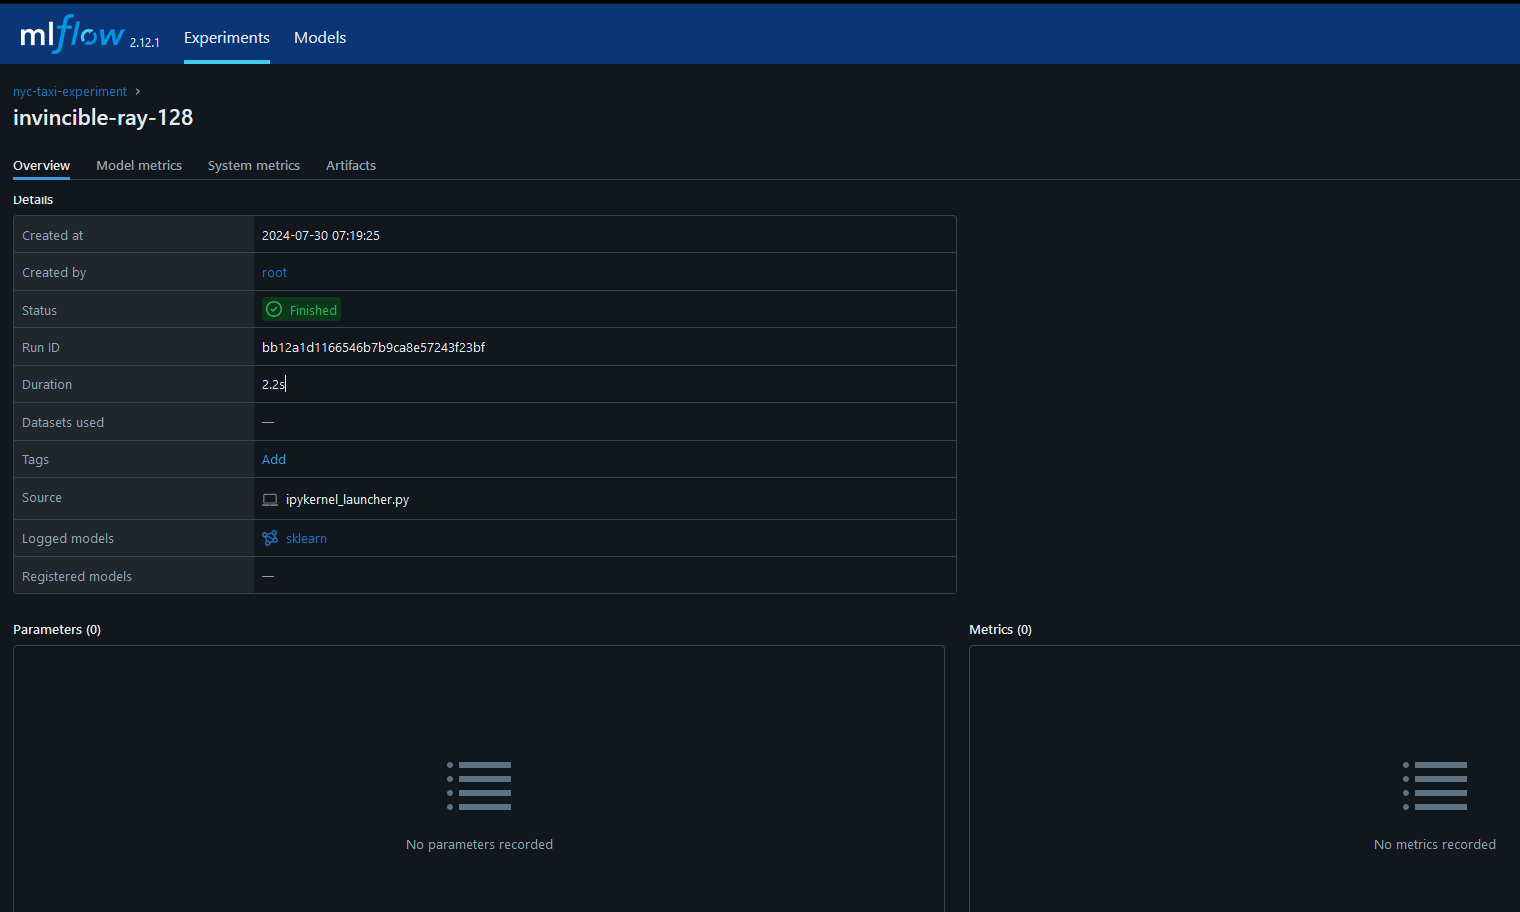 mlflow 2.12.1 Experiments Models
nyc-taxi-experiment ›
invincible-ray-128
Overview Model metrics System metrics Artifacts
Details
Created at 2024-07-30 07:19:25
Created by root
Status Finished
Run ID bb12a1d1166546b7b9ca8e57243f23bf
Duration 2.2s
Datasets used —
Tags Add
Source ipykernel_launcher.py
Logged models sklearn
Registered models —
Parameters (0) Metrics (0)
No parameters recorded No metrics recorded